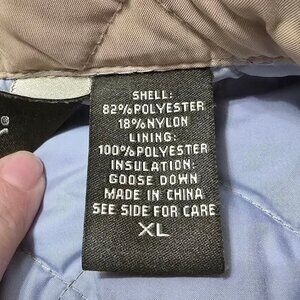 SHELL:
82%POLYESTER
18%NYLON
LINING:
100%POLYESTER
INSULATION:
GOOSE DOWN
MADE IN CHINA
SEE SIDE FOR CARE
XL